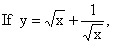 If y = √x + 1/√x,